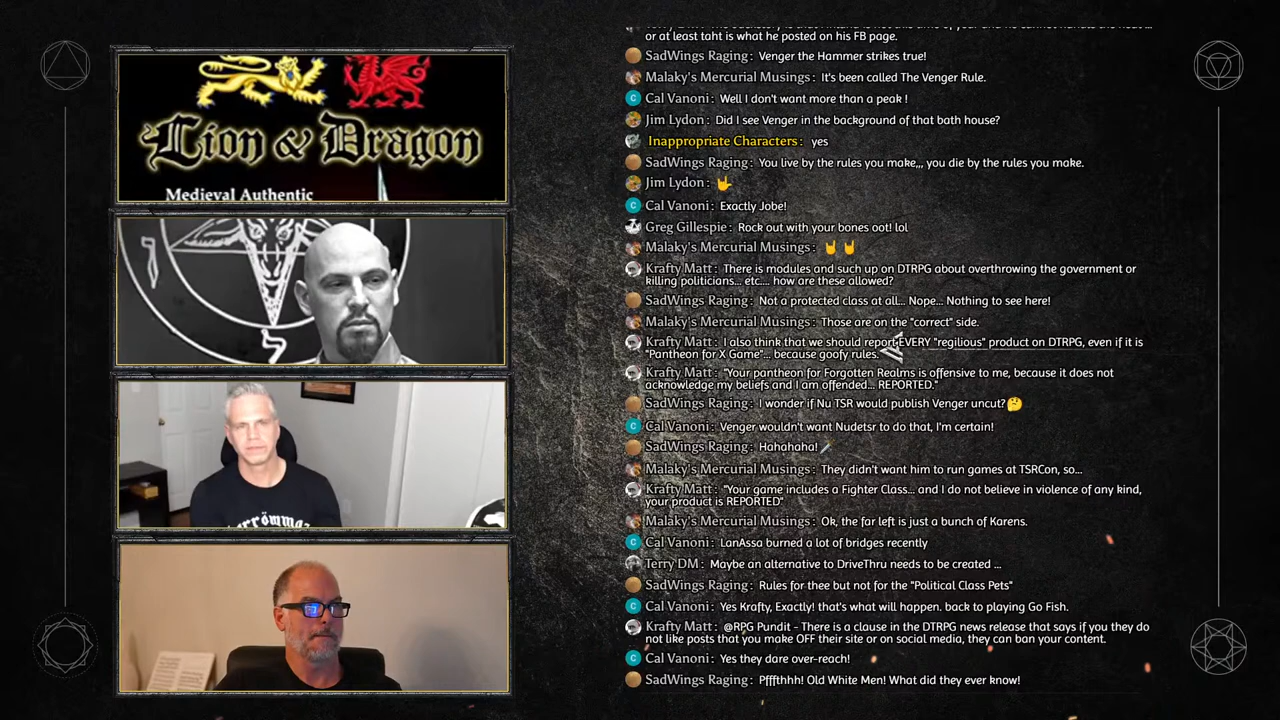 Lion & Dragon
Medieval Authentic
or at least taht is what he posted on his FB page.
SadWings Raging: Venger the Hammer strikes true!
Malaky's Mercurial Musings: It's been called The Venger Rule.
C Cal Vanoni: Well I don't want more than a peak !
Jim Lydon: Did I see Venger in the background of that bath house?
Inappropriate Characters: yes
SadWings Raging: You live by the rules you make,,, you die by the rules you make.
Jim Lydon: 🤟
C Cal Vanoni: Exactly Jobe!
Greg Gillespie: Rock out with your bones oot! lol
Malaky's Mercurial Musings: 🤘 🤘
Krafty Matt: There is modules and such up on DTRPG about overthrowing the government or
killing politicians... etc.... how are these allowed?
SadWings Raging: Not a protected class at all... Nope... Nothing to see here!
Malaky's Mercurial Musings: Those are on the "correct" side.
Krafty Matt: I also think that we should report EVERY "regilious" product on DTRPG, even if it is
"Pantheon for X Game"... because goofy rules.
Krafty Matt: "Your pantheon for Forgotten Realms is offensive to me, because it does not
acknowledge my beliefs and I am offended... REPORTED."
SadWings Raging: I wonder if Nu TSR would publish Venger uncut?🤔
C Cal Vanoni: Venger wouldn't want Nudetsr to do that, I'm certain!
SadWings Raging: Hahahaha!
Malaky's Mercurial Musings: They didn't want him to run games at TSRCon, so...
Krafty Matt: "Your game includes a Fighter Class... and I do not believe in violence of any kind,
your product is REPORTED"
Malaky's Mercurial Musings: Ok, the far left is just a bunch of Karens.
C Cal Vanoni: LanAssa burned a lot of bridges recently
Terry DM: Maybe an alternative to DriveThru needs to be created ...
SadWings Raging: Rules for thee but not for the "Political Class Pets"
C Cal Vanoni: Yes Krafty, Exactly! that's what will happen. back to playing Go Fish.
Krafty Matt: @RPG Pundit - There is a clause in the DTRPG news release that says if you they do
not like posts that you make OFF their site or on social media, they can ban your content.
C Cal Vanoni: Yes they dare over-reach!
SadWings Raging: Pfffthhh! Old White Men! What did they ever know!